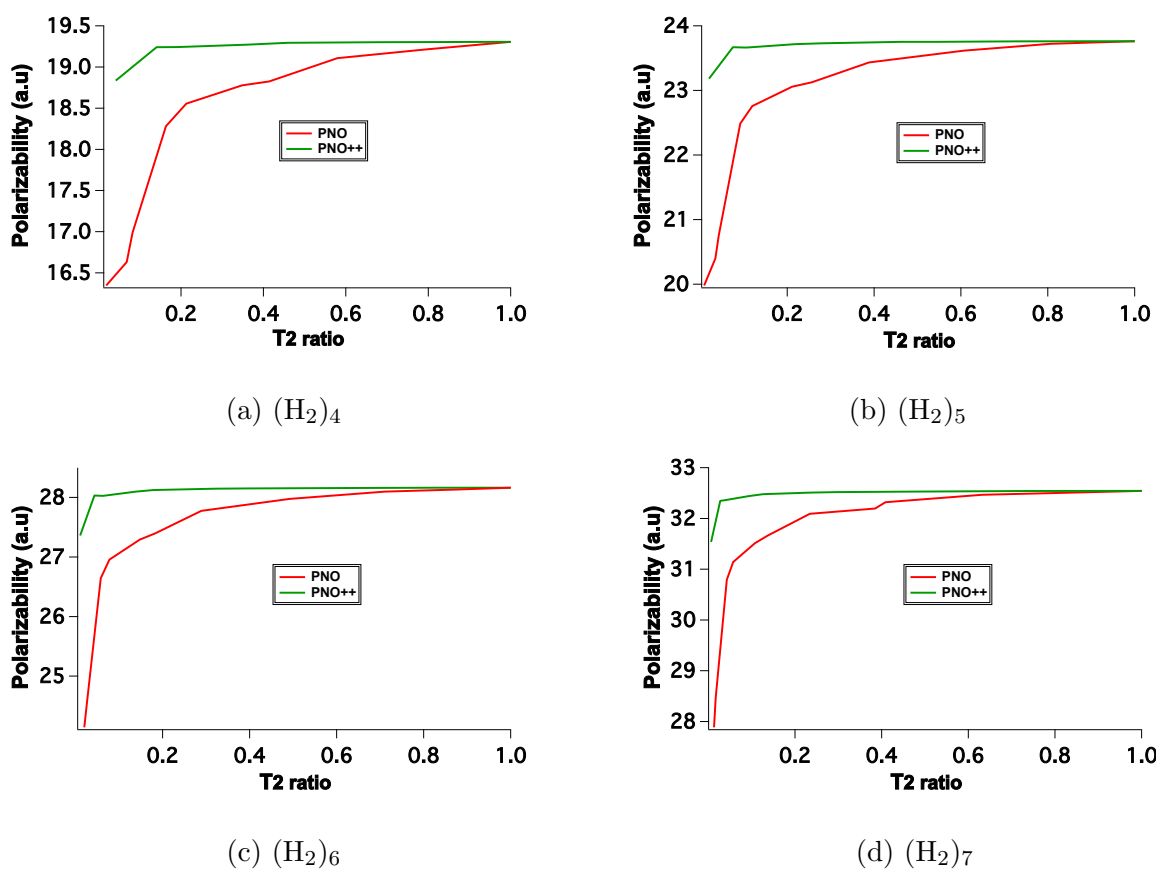 19.5
19.0
18.5
18.0
17.5
17.0
16.5
Polarizability (a.u)
PNO
PNO++
0.2 0.4 0.6 0.8 1.0
T2 ratio
(a) (H₂)₄
24
23
22
21
20
Polarizability (a.u)
PNO
PNO++
0.2 0.4 0.6 0.8 1.0
T2 ratio
(b) (H₂)₅
28
27
26
25
Polarizability (a.u)
PNO
PNO++
0.2 0.4 0.6 0.8 1.0
T2 ratio
(c) (H₂)₆
33
32
31
30
29
28
Polarizability (a.u)
PNO
PNO++
0.2 0.4 0.6 0.8 1.0
T2 ratio
(d) (H₂)₇